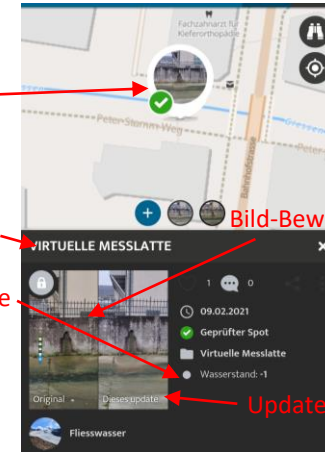 Fachzahnarzt für
Kieferorthopädie
Peter-Stamm-Weg
Bahnhofstrasse
Bild-Bew
VIRTUELLE MESSLATTE
1
0
09.02.2021
Geprüfter Spot
e
Virtuelle Messlatte
Wasserstand: -1
Original
Dieses update
Update
Fliesswasser